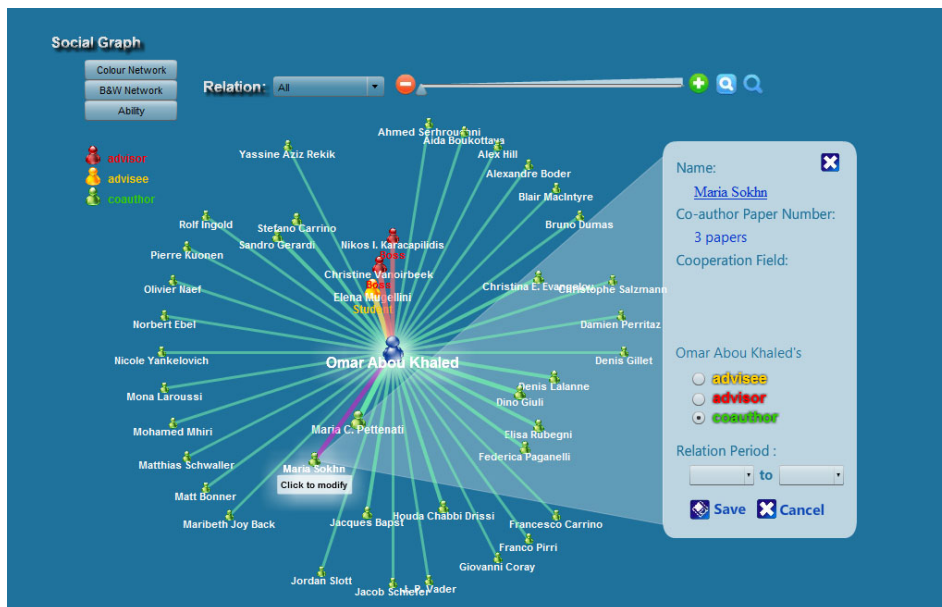 Social Graph
Colour Network
B&W Network
Ability
Relation:
All
advisor
advisee
coauthor
Ahmed Serhrouchni
Aida Boukottaya
Yassine Aziz Rekik
Alex Hill
Alexandre Boder
Blair MacIntyre
Rolf Ingold
Stefano Carrino
Bruno Dumas
Sandro Gerardi
Nikos I. Karacapilidis
Boss
Pierre Kuonen
Christine Vanoirbeek
Boss
Olivier Naef
Elena Mugellini
Student
Christina E. Evangelou
Christophe Salzmann
Norbert Ebel
Damien Perritaz
Nicole Yankelovich
Omar Abou Khaled
Denis Gillet
Mona Laroussi
Denis Lalanne
Dino Giuli
Mohamed Mhiri
Maria C. Pettenati
Elisa Rubegni
Matthias Schwaller
Maria Sokhn
Federica Paganelli
Click to modify
Matt Bonner
Maribeth Joy Back
Jacques Bapst
Houda Chabbi Drissi
Francesco Carrino
Franco Pirri
Giovanni Coray
Jordan Slott
Jacob Schiefer
J. P. Vader
Name:
Maria Sokhn
Co-author Paper Number:
3 papers
Cooperation Field:
Omar Abou Khaled's
advisee
advisor
coauthor
Relation Period :
to
Save
Cancel